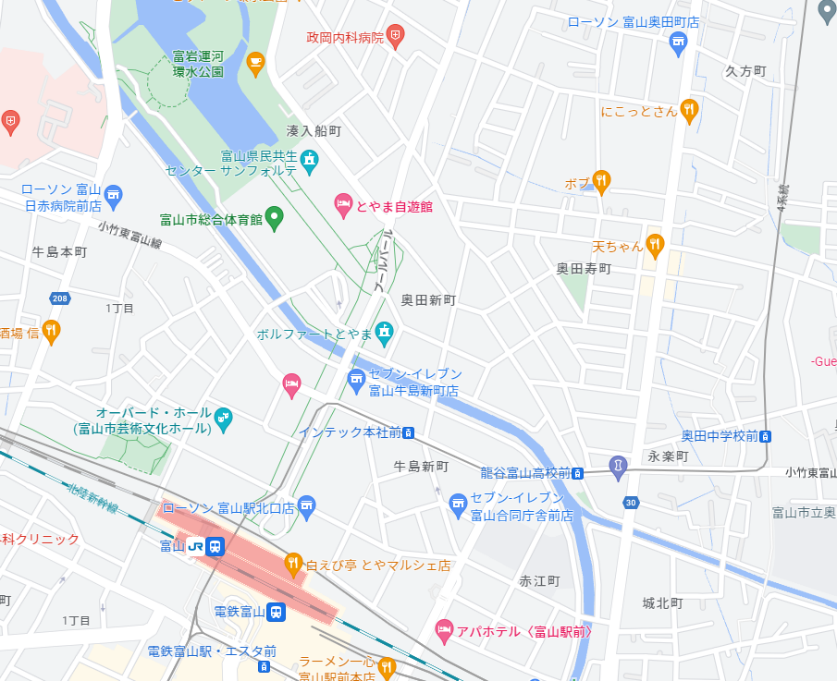 ローソン 富山奥田町店
政岡内科病院
富岩運河
環水公園
久方町
にこっとさん
湊入船町
富山県民共生
センター サンフォルテ
ローソン 富山
日赤病院前店
ボブ
4系統
とやま自遊館
富山市総合体育館
小竹東富山線
牛島本町
ブールバール
天ちゃん
奥田寿町
208
1丁目
奥田新町
酒場 信
ボルファートとやま
-Gue
セブン-イレブン
富山牛島新町店
オーバード・ホール
(富山市芸術文化ホール)
インテック本社前
奥田中学校前
永楽町
牛島新町
龍谷富山高校前
小竹東富山
北陸新幹線
セブン-イレブン
富山合同庁舎前店
30
ローソン 富山駅北口店
富山市立奥
科クリニック
富山
JR
白えび亭 とやマルシェ店
赤江町
町
城北町
1丁目
電鉄富山
アパホテル〈富山駅前〉
電鉄富山駅・エスタ前
ラーメン一心
富山駅前本店